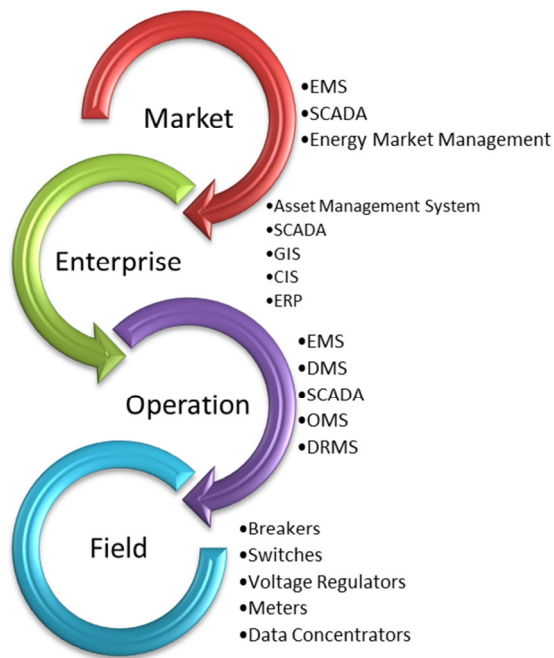 Market
•EMS
•SCADA
•Energy Market Management
Enterprise
•Asset Management System
•SCADA
•GIS
•CIS
•ERP
Operation
•EMS
•DMS
•SCADA
•OMS
•DRMS
Field
•Breakers
•Switches
•Voltage Regulators
•Meters
•Data Concentrators